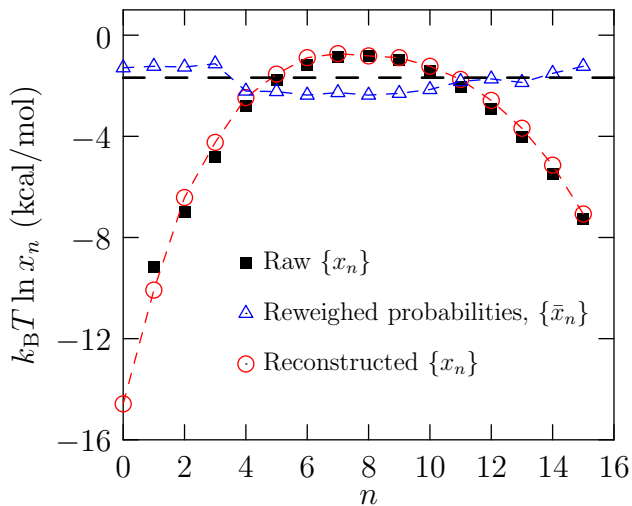 0
−4
−8
−12
−16
k_B T ln x_n (kcal/mol)
Raw {x_n}
Reweighed probabilities, {x̄_n}
Reconstructed {x_n}
0 2 4 6 8 10 12 14 16
n